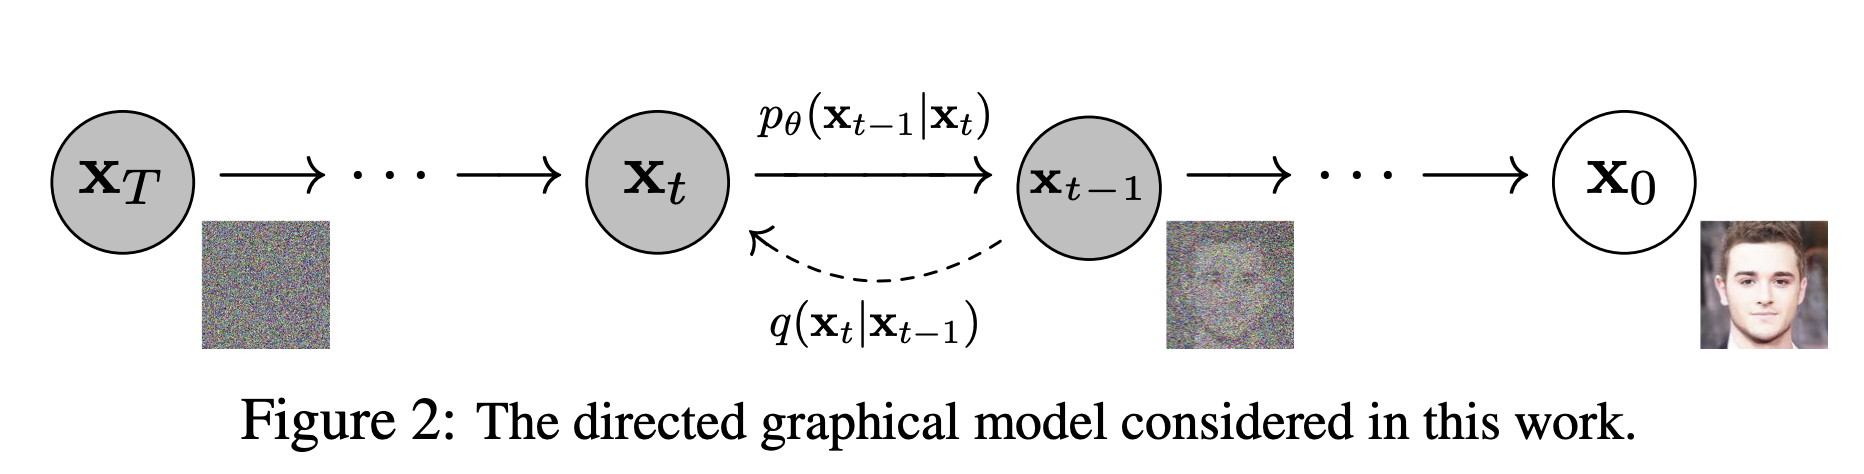 p_θ(x_{t−1}|x_t)
x_T ⟶ ··· ⟶ x_t ⟶ x_{t−1} ⟶ ··· ⟶ x_0
q(x_t|x_{t−1})
Figure 2: The directed graphical model considered in this work.